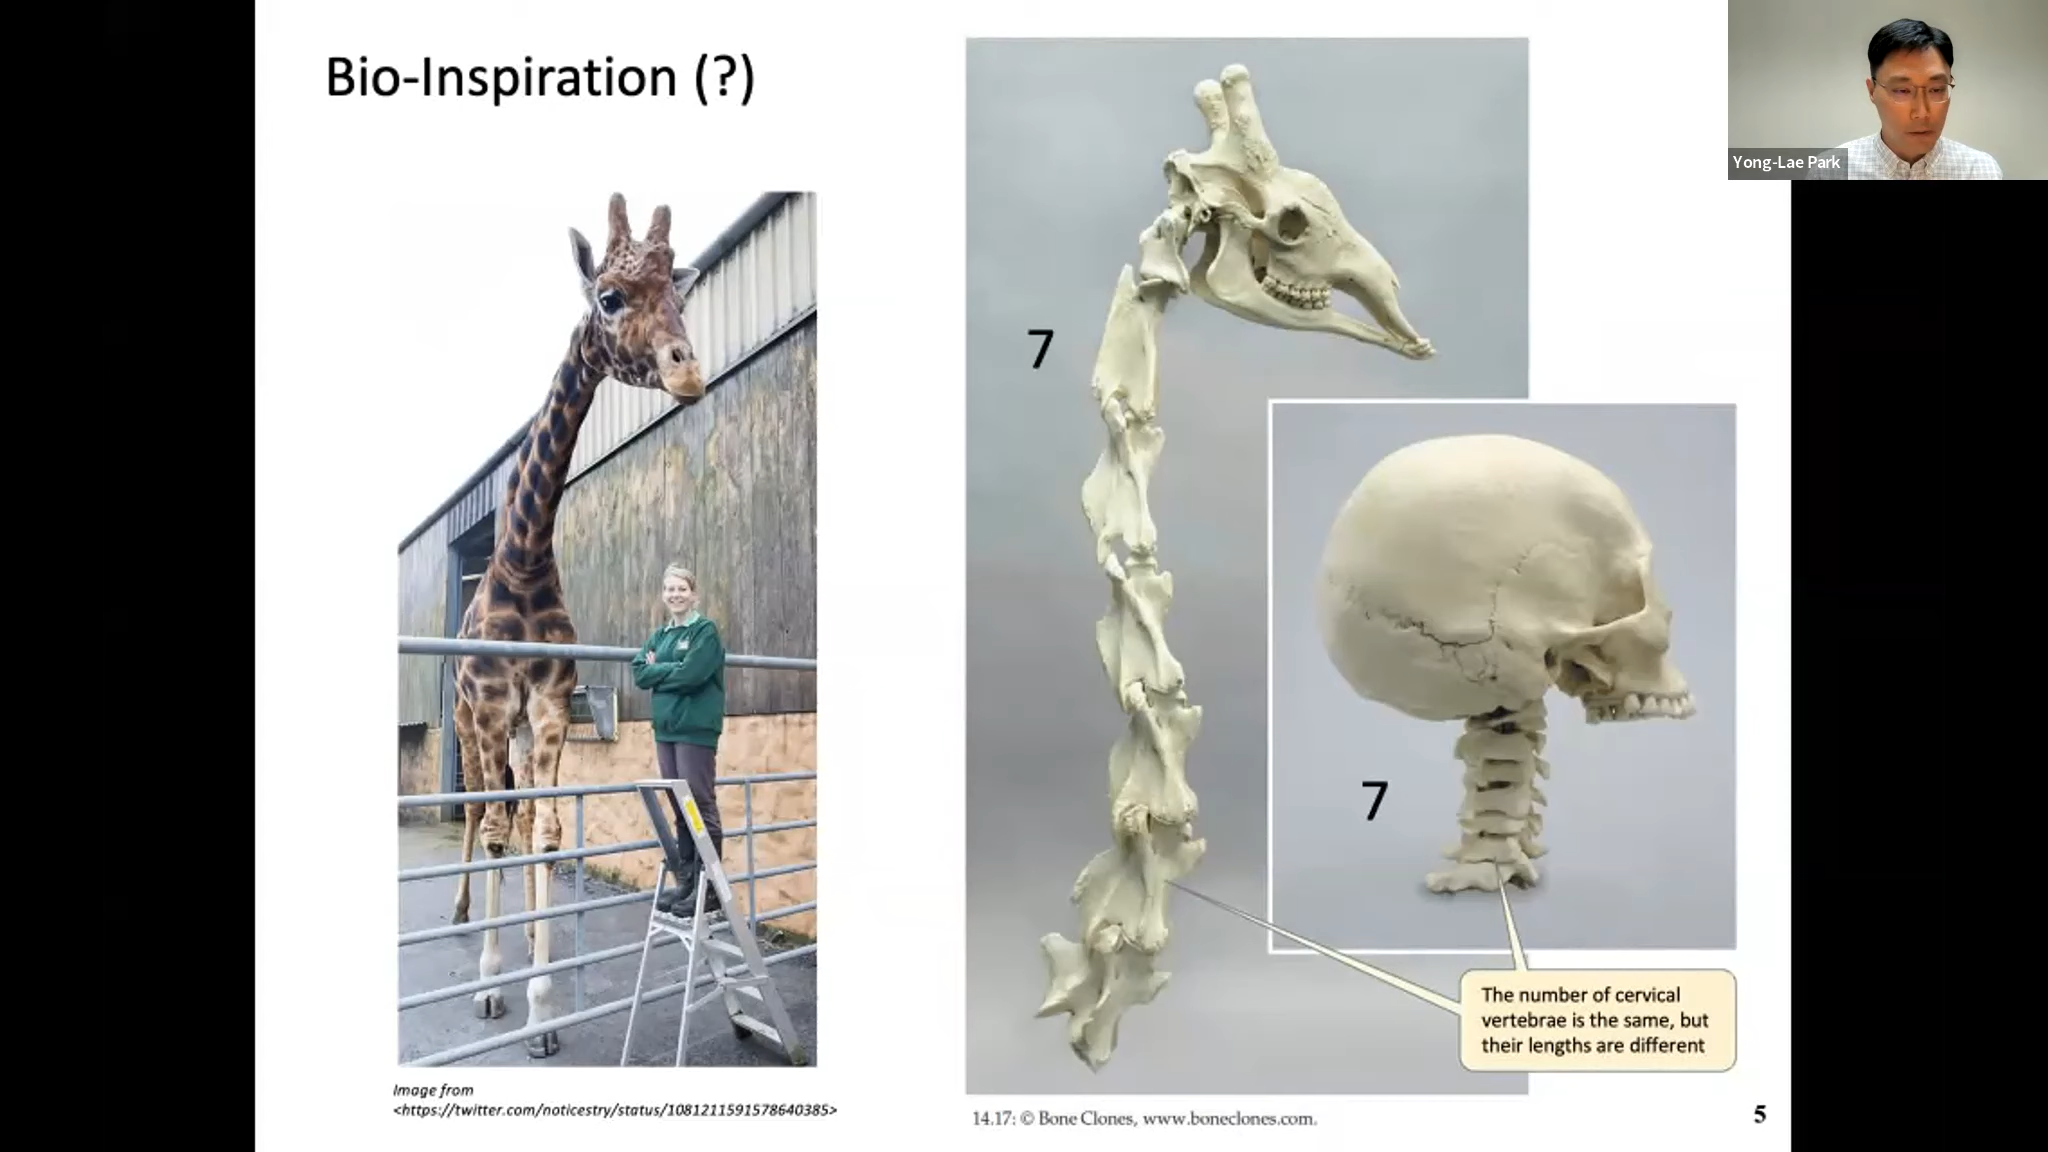 Bio-Inspiration (?)
Yong-Lae Park
7
7
The number of cervical
vertebrae is the same, but
their lengths are different
Image from
<https://twitter.com/noticestry/status/1081211591578640385>
14.17: © Bone Clones, www.boneclones.com.
5